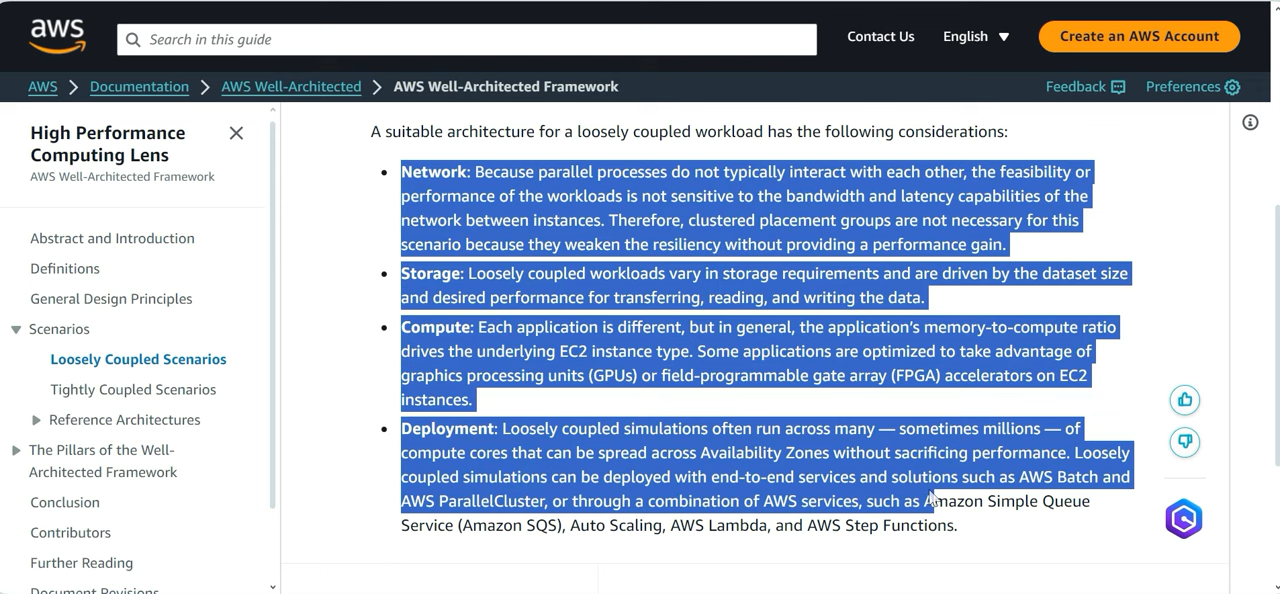 aws
Search in this guide
Contact Us
English
Create an AWS Account
AWS
Documentation
AWS Well-Architected
AWS Well-Architected Framework
Feedback
Preferences
High Performance
Computing Lens
AWS Well-Architected Framework
Abstract and Introduction
Definitions
General Design Principles
Scenarios
Loosely Coupled Scenarios
Tightly Coupled Scenarios
Reference Architectures
The Pillars of the Well-
Architected Framework
Conclusion
Contributors
Further Reading
Document Revisions
A suitable architecture for a loosely coupled workload has the following considerations:
• Network: Because parallel processes do not typically interact with each other, the feasibility or
performance of the workloads is not sensitive to the bandwidth and latency capabilities of the
network between instances. Therefore, clustered placement groups are not necessary for this
scenario because they weaken the resiliency without providing a performance gain.
• Storage: Loosely coupled workloads vary in storage requirements and are driven by the dataset size
and desired performance for transferring, reading, and writing the data.
• Compute: Each application is different, but in general, the application's memory-to-compute ratio
drives the underlying EC2 instance type. Some applications are optimized to take advantage of
graphics processing units (GPUs) or field-programmable gate array (FPGA) accelerators on EC2
instances.
• Deployment: Loosely coupled simulations often run across many — sometimes millions — of
compute cores that can be spread across Availability Zones without sacrificing performance. Loosely
coupled simulations can be deployed with end-to-end services and solutions such as AWS Batch and
AWS ParallelCluster, or through a combination of AWS services, such as Amazon Simple Queue
Service (Amazon SQS), Auto Scaling, AWS Lambda, and AWS Step Functions.